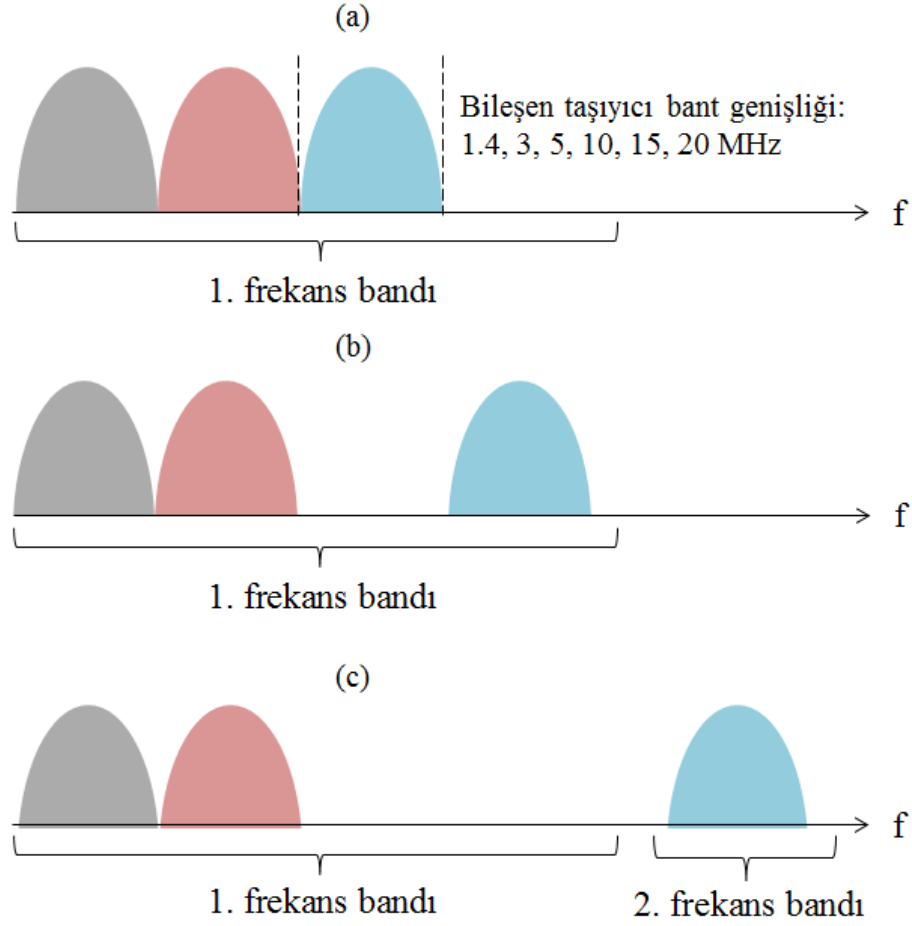 (a)
Bileşen taşıyıcı bant genişliği:
1.4, 3, 5, 10, 15, 20 MHz
f
1. frekans bandı
(b)
f
1. frekans bandı
(c)
f
1. frekans bandı
2. frekans bandı